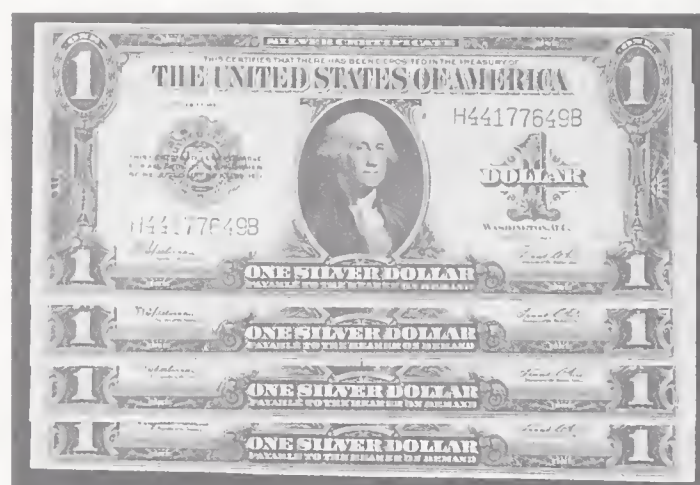 ONE SILVER CERTIFICATE ONE
THIS CERTIFIES THAT THERE HAS BEEN DEPOSITED IN THE TREASURY OF
1 THE UNITED STATES OF AMERICA 1
H44177649B
1
DOLLAR
H44177649B
WASHINGTON, D.C.
1 ONE SILVER DOLLAR 1
PAYABLE TO THE BEARER ON DEMAND
1 ONE SILVER DOLLAR 1
PAYABLE TO THE BEARER ON DEMAND
1 ONE SILVER DOLLAR 1
PAYABLE TO THE BEARER ON DEMAND
1 ONE SILVER DOLLAR 1
PAYABLE TO THE BEARER ON DEMAND